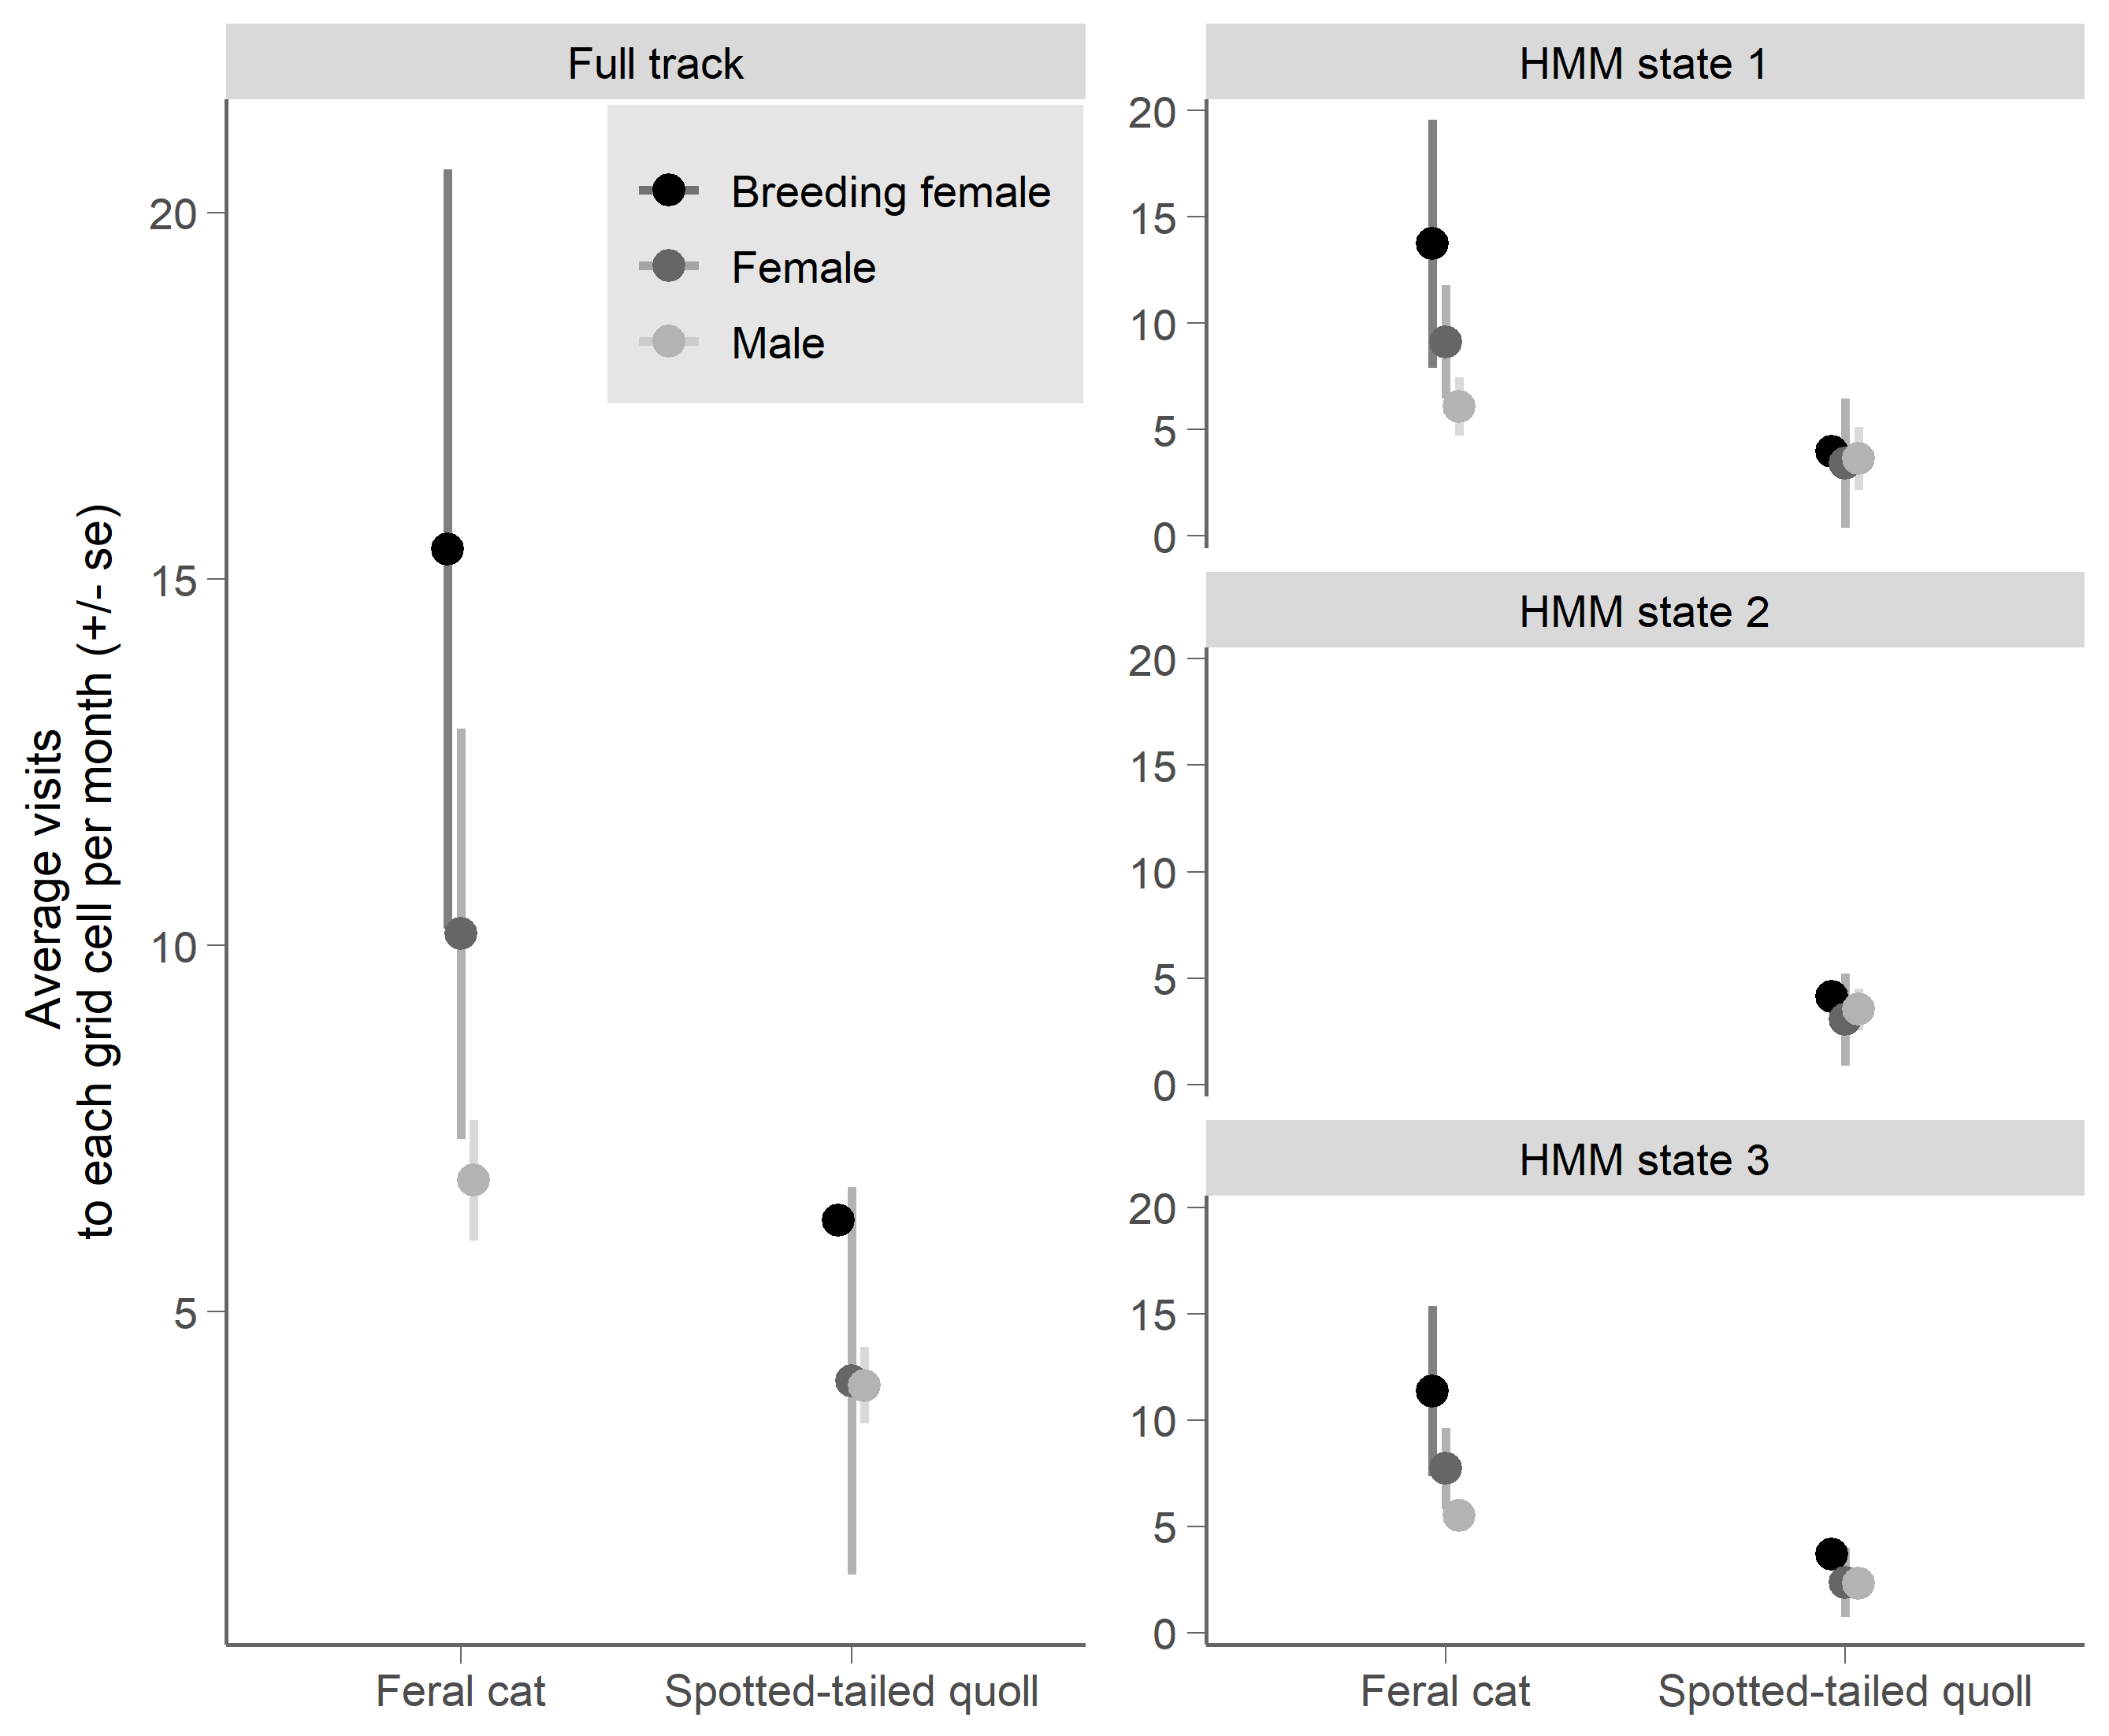 Full track
Breeding female
Female
Male
20
15
10
5
Average visits
to each grid cell per month (+/- se)
Feral cat
Spotted-tailed quoll
HMM state 1
20
15
10
5
0
HMM state 2
20
15
10
5
0
HMM state 3
20
15
10
5
0
Feral cat
Spotted-tailed quoll